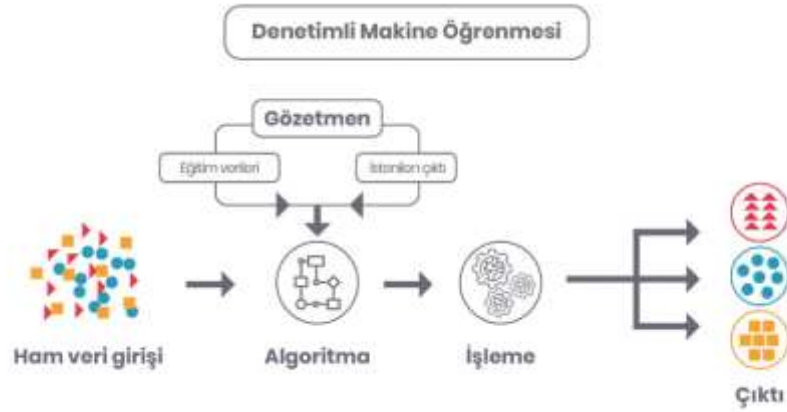 Denetimli Makine Öğrenmesi
Gözetmen
Eğitim verileri
İstenilen çıktı
Ham veri girişi
Algoritma
İşleme
Çıktı